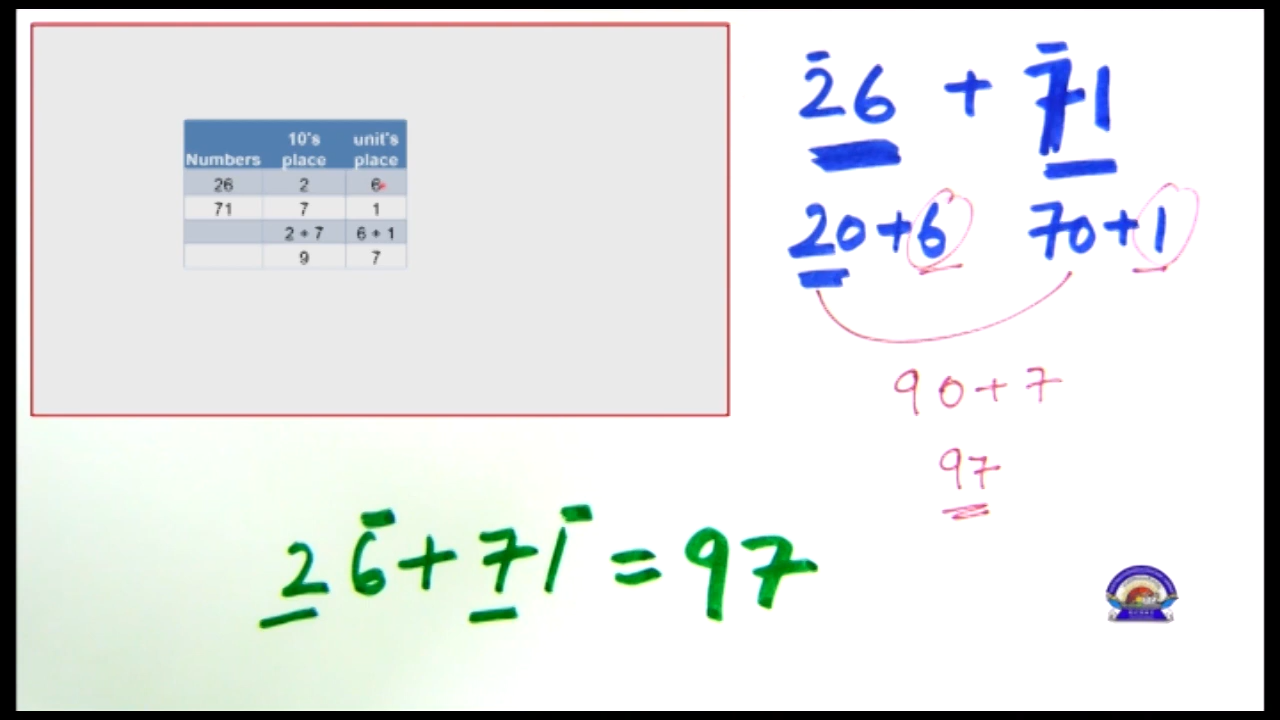 Numbers 10's place unit's place
26 2 6
71 7 1
2 + 7 6 + 1
9 7
26 + 71
20+6 70+1
90+7
97
26+71=97